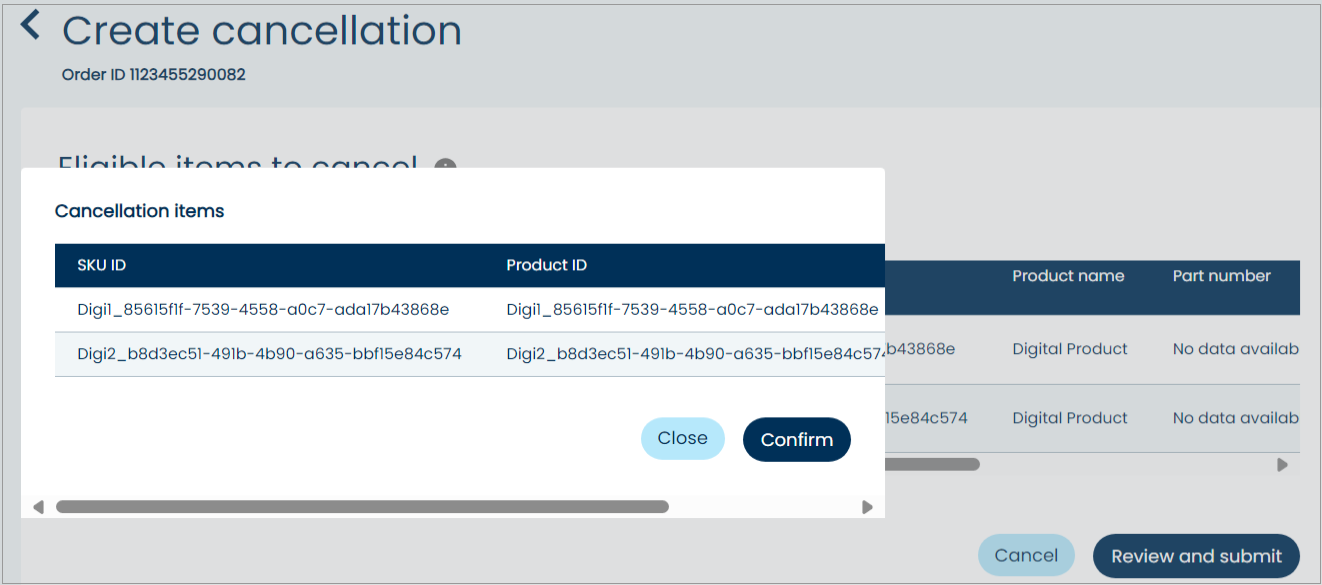 Create cancellation
Order ID 1123455290082
Eligible items to cancel
Cancellation items
SKU ID Product ID
Digi1_85615f1f-7539-4558-a0c7-ada17b43868e Digi1_85615f1f-7539-4558-a0c7-ada17b43868e
Digi2_b8d3ec51-491b-4b90-a635-bbf15e84c574 Digi2_b8d3ec51-491b-4b90-a635-bbf15e84c574
Close Confirm
Product name Part number
b43868e Digital Product No data availab
15e84c574 Digital Product No data availab
Cancel Review and submit